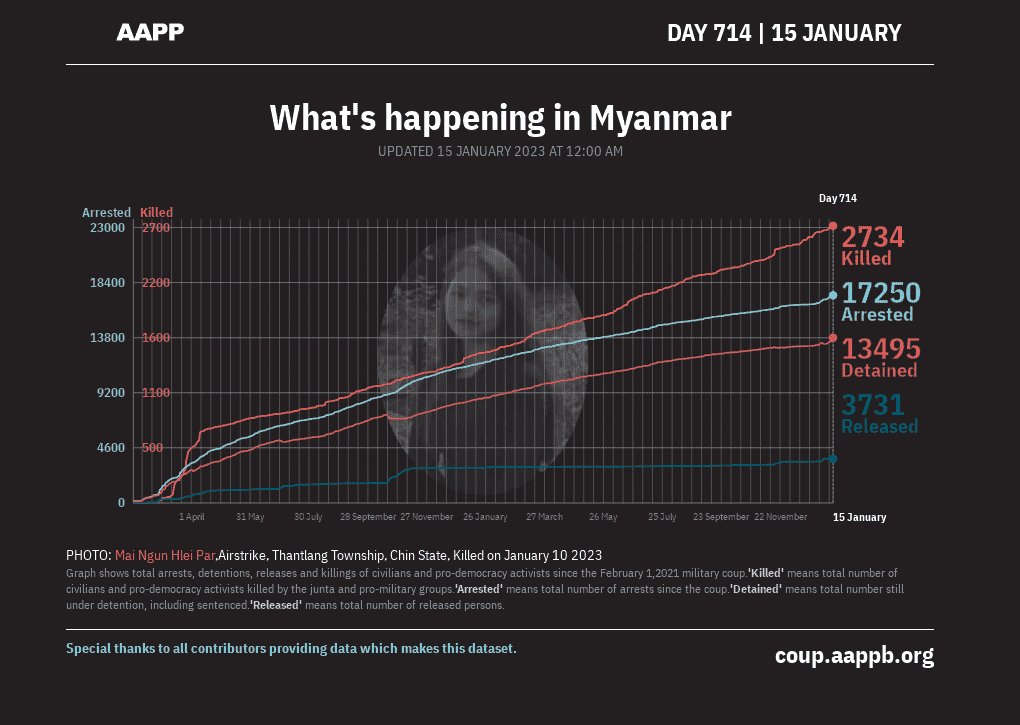 AAPP
DAY 714 | 15 JANUARY
What's happening in Myanmar
UPDATED 15 JANUARY 2023 AT 12:00 AM
Day 714
Arrested Killed
23000 2700
18400 2200
13800 1600
9200 1100
4600 500
0
2734
Killed
17250
Arrested
13495
Detained
3731
Released
1 April 31 May 30 July 28 September 27 November 26 January 27 March 26 May 25 July 23 September 22 November 15 January
PHOTO: Mai Ngun Hlei Par,Airstrike, Thantlang Township, Chin State, Killed on January 10 2023
Graph shows total arrests, detentions, releases and killings of civilians and pro-democracy activists since the February 1,2021 military coup.'Killed' means total number of
civilians and pro-democracy activists killed by the junta and pro-military groups.'Arrested' means total number of arrests since the coup.'Detained' means total number still
under detention, including sentenced.'Released' means total number of released persons.
Special thanks to all contributors providing data which makes this dataset.
coup.aappb.org